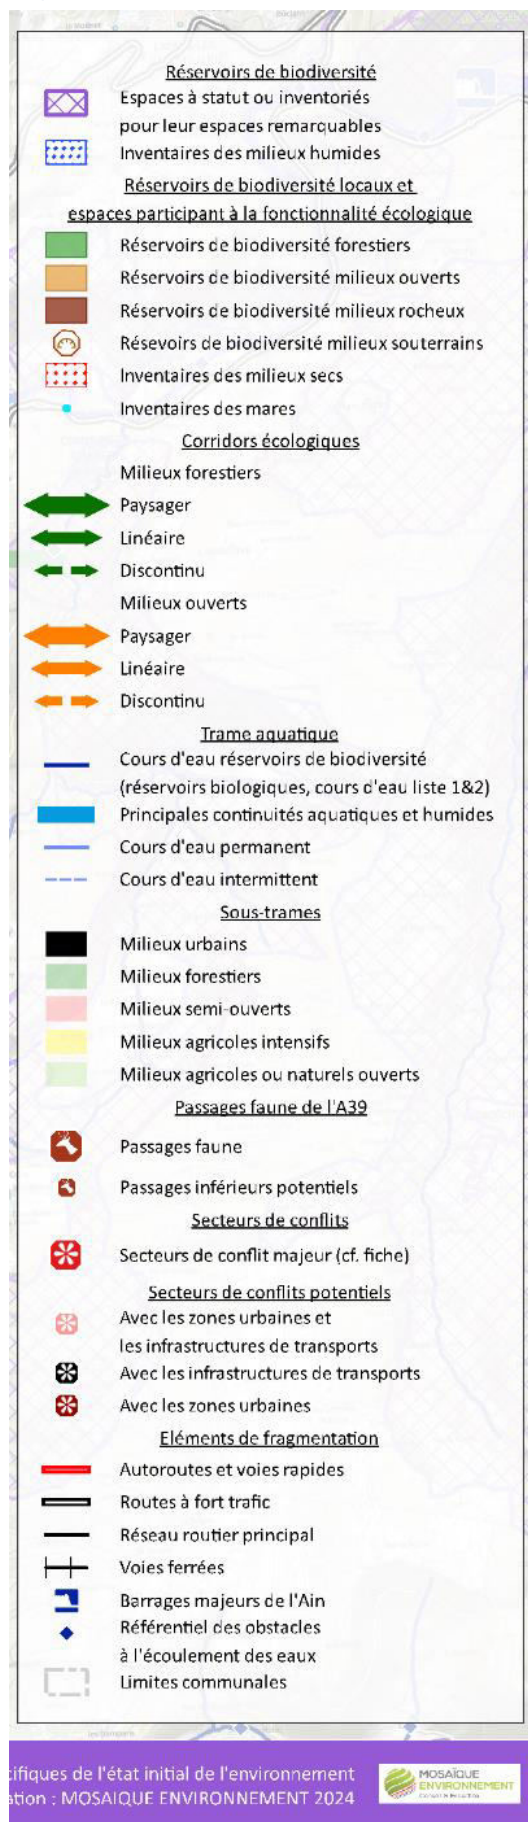 Réservoirs de biodiversité
Espaces à statut ou inventoriés
pour leur espaces remarquables
Inventaires des milieux humides
Réservoirs de biodiversité locaux et
espaces participant à la fonctionnalité écologique
Réservoirs de biodiversité forestiers
Réservoirs de biodiversité milieux ouverts
Réservoirs de biodiversité milieux rocheux
Résevoirs de biodiversité milieux souterrains
Inventaires des milieux secs
Inventaires des mares
Corridors écologiques
Milieux forestiers
Paysager
Linéaire
Discontinu
Milieux ouverts
Paysager
Linéaire
Discontinu
Trame aquatique
Cours d'eau réservoirs de biodiversité
(réservoirs biologiques, cours d'eau liste 1&2)
Principales continuités aquatiques et humides
Cours d'eau permanent
Cours d'eau intermittent
Sous-trames
Milieux urbains
Milieux forestiers
Milieux semi-ouverts
Milieux agricoles intensifs
Milieux agricoles ou naturels ouverts
Passages faune de l'A39
Passages faune
Passages inférieurs potentiels
Secteurs de conflits
Secteurs de conflit majeur (cf. fiche)
Secteurs de conflits potentiels
Avec les zones urbaines et
les infrastructures de transports
Avec les infrastructures de transports
Avec les zones urbaines
Eléments de fragmentation
Autoroutes et voies rapides
Routes à fort trafic
Réseau routier principal
Voies ferrées
Barrages majeurs de l'Ain
Référentiel des obstacles
à l'écoulement des eaux
Limites communales
cifiques de l'état initial de l'environnement
ation : MOSAIQUE ENVIRONNEMENT 2024
MOSAÏQUE
ENVIRONNEMENT